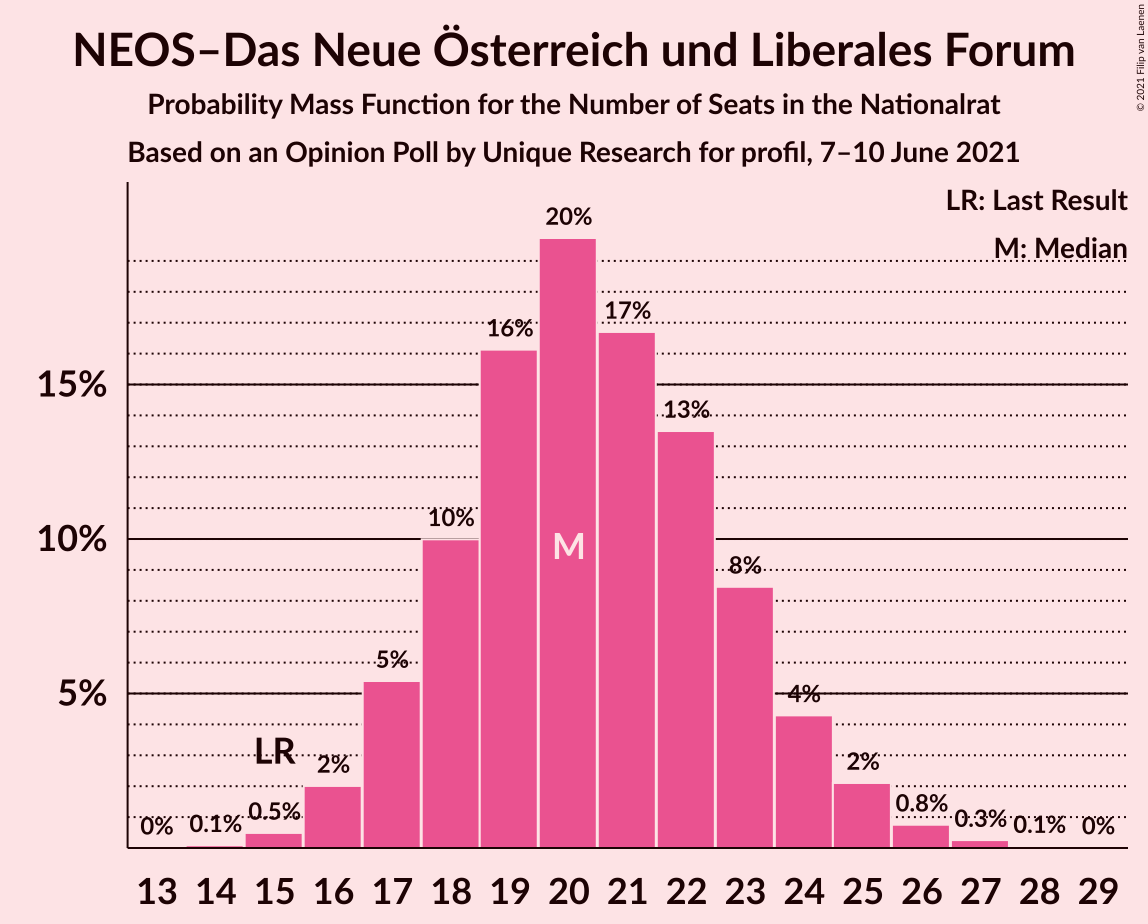 NEOS–Das Neue Österreich und Liberales Forum
Probability Mass Function for the Number of Seats in the Nationalrat
Based on an Opinion Poll by Unique Research for profil, 7–10 June 2021
© 2021 Filip van Laenen
LR: Last Result
M: Median
20%
17%
16%
15%
13%
10%
10%
M
8%
5%
5%
4%
LR
2%
2%
0%
0.1%
0.5%
0.8%
0.3%
0.1%
0%
13 14 15 16 17 18 19 20 21 22 23 24 25 26 27 28 29